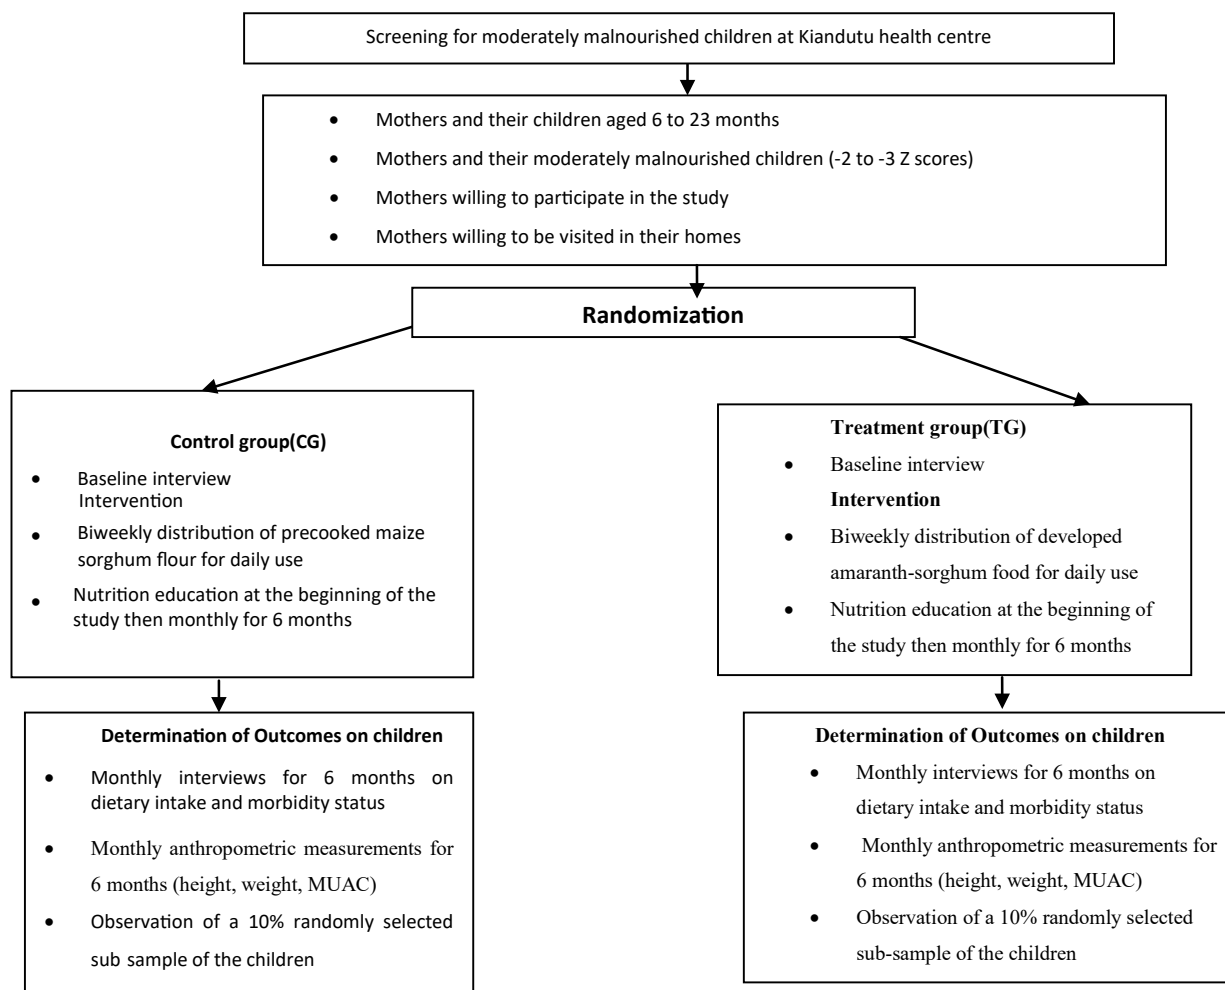 Screening for moderately malnourished children at Kiandutu health centre
• Mothers and their children aged 6 to 23 months
• Mothers and their moderately malnourished children (-2 to -3 Z scores)
• Mothers willing to participate in the study
• Mothers willing to be visited in their homes
Randomization
Control group(CG)
• Baseline interview
Intervention
• Biweekly distribution of precooked maize
sorghum flour for daily use
• Nutrition education at the beginning of the
study then monthly for 6 months
Treatment group(TG)
• Baseline interview
Intervention
• Biweekly distribution of developed
amaranth-sorghum food for daily use
• Nutrition education at the beginning of
the study then monthly for 6 months
Determination of Outcomes on children
• Monthly interviews for 6 months on
dietary intake and morbidity status
• Monthly anthropometric measurements for
6 months (height, weight, MUAC)
• Observation of a 10% randomly selected
sub sample of the children
Determination of Outcomes on children
• Monthly interviews for 6 months on
dietary intake and morbidity status
• Monthly anthropometric measurements for
6 months (height, weight, MUAC)
• Observation of a 10% randomly selected
sub-sample of the children